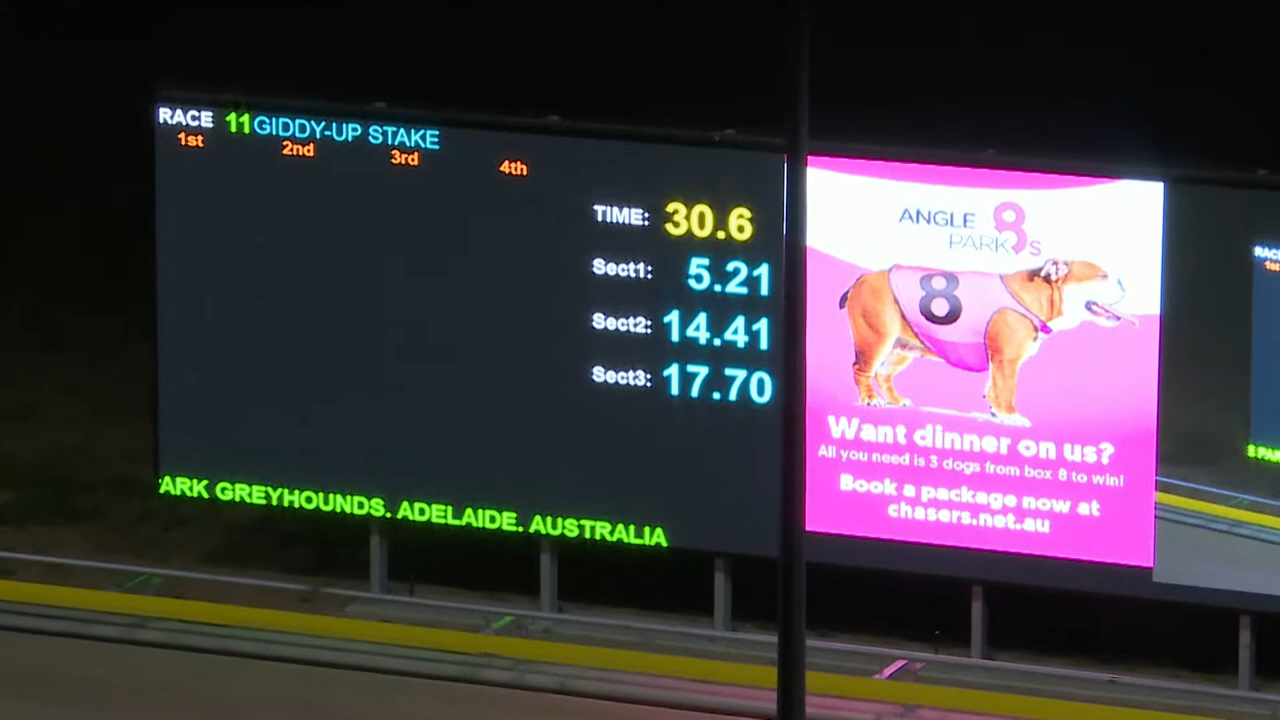 RACE 11 GIDDY-UP STAKE
1st 2nd 3rd 4th
TIME: 30.6
Sect1: 5.21
Sect2: 14.41
Sect3: 17.70
ARK GREYHOUNDS. ADELAIDE. AUSTRALIA
ANGLE
PARK 8s
8
Want dinner on us?
All you need is 3 dogs from box 8 to win!
Book a package now at
chasers.net.au
RACE
1st